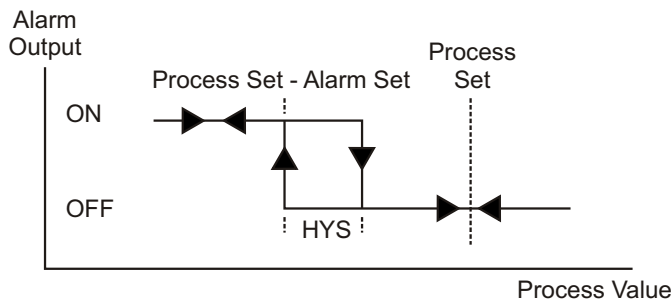 Alarm
Output
Process
Set
Process Set - Alarm Set
ON
OFF
HYS
Process Value